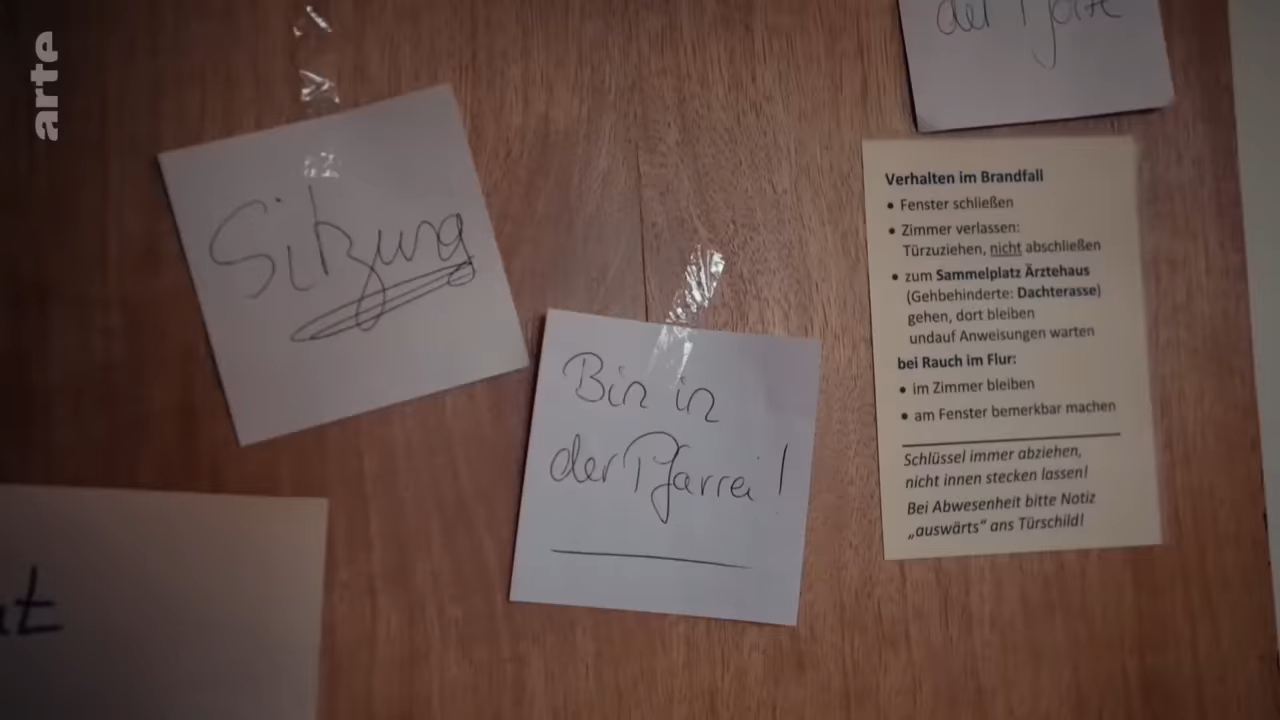 arte
der Pforte
Sitzung
Bin in
der Pfarrei!
Verhalten im Brandfall
• Fenster schließen
• Zimmer verlassen:
Türzuziehen, nicht abschließen
• zum Sammelplatz Ärztehaus
(Gehbehinderte: Dachterasse)
gehen, dort bleiben
undauf Anweisungen warten
bei Rauch im Flur:
• im Zimmer bleiben
• am Fenster bemerkbar machen
Schlüssel immer abziehen,
nicht innen stecken lassen!
Bei Abwesenheit bitte Notiz
„auswärts“ ans Türschild!